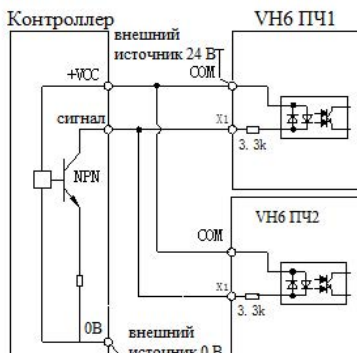 Контроллер
внешний
источник 24 В
VH6 ПЧ1
+VCC
COM
сигнал
X1
3. 3k
NPN
VH6 ПЧ2
COM
X1
3. 3k
0В
внешний
источник 0 В